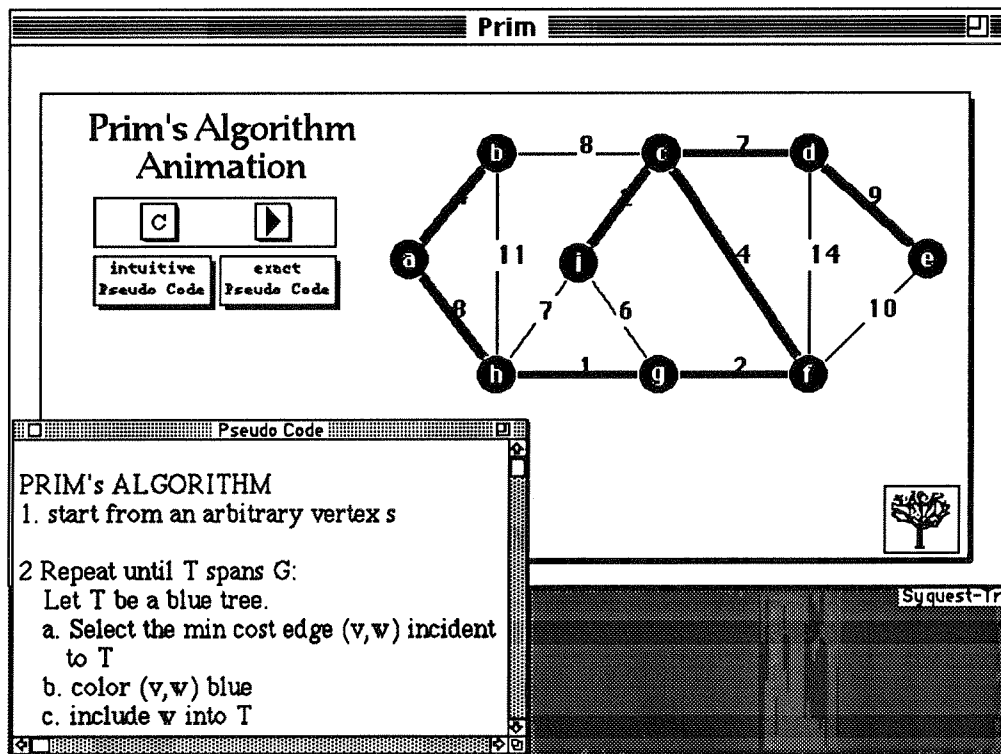 Prim
Prim's Algorithm
Animation
C
intuitive
Pseudo Code
exact
Pseudo Code
b
8
c
7
d
9
a
11
i
4
14
e
8
7
6
10
h
1
g
2
f
Pseudo Code
PRIM's ALGORITHM
1. start from an arbitrary vertex s
2 Repeat until T spans G:
Let T be a blue tree.
a. Select the min cost edge (v,w) incident
to T
b. color (v,w) blue
c. include w into T
Syquest-Tr